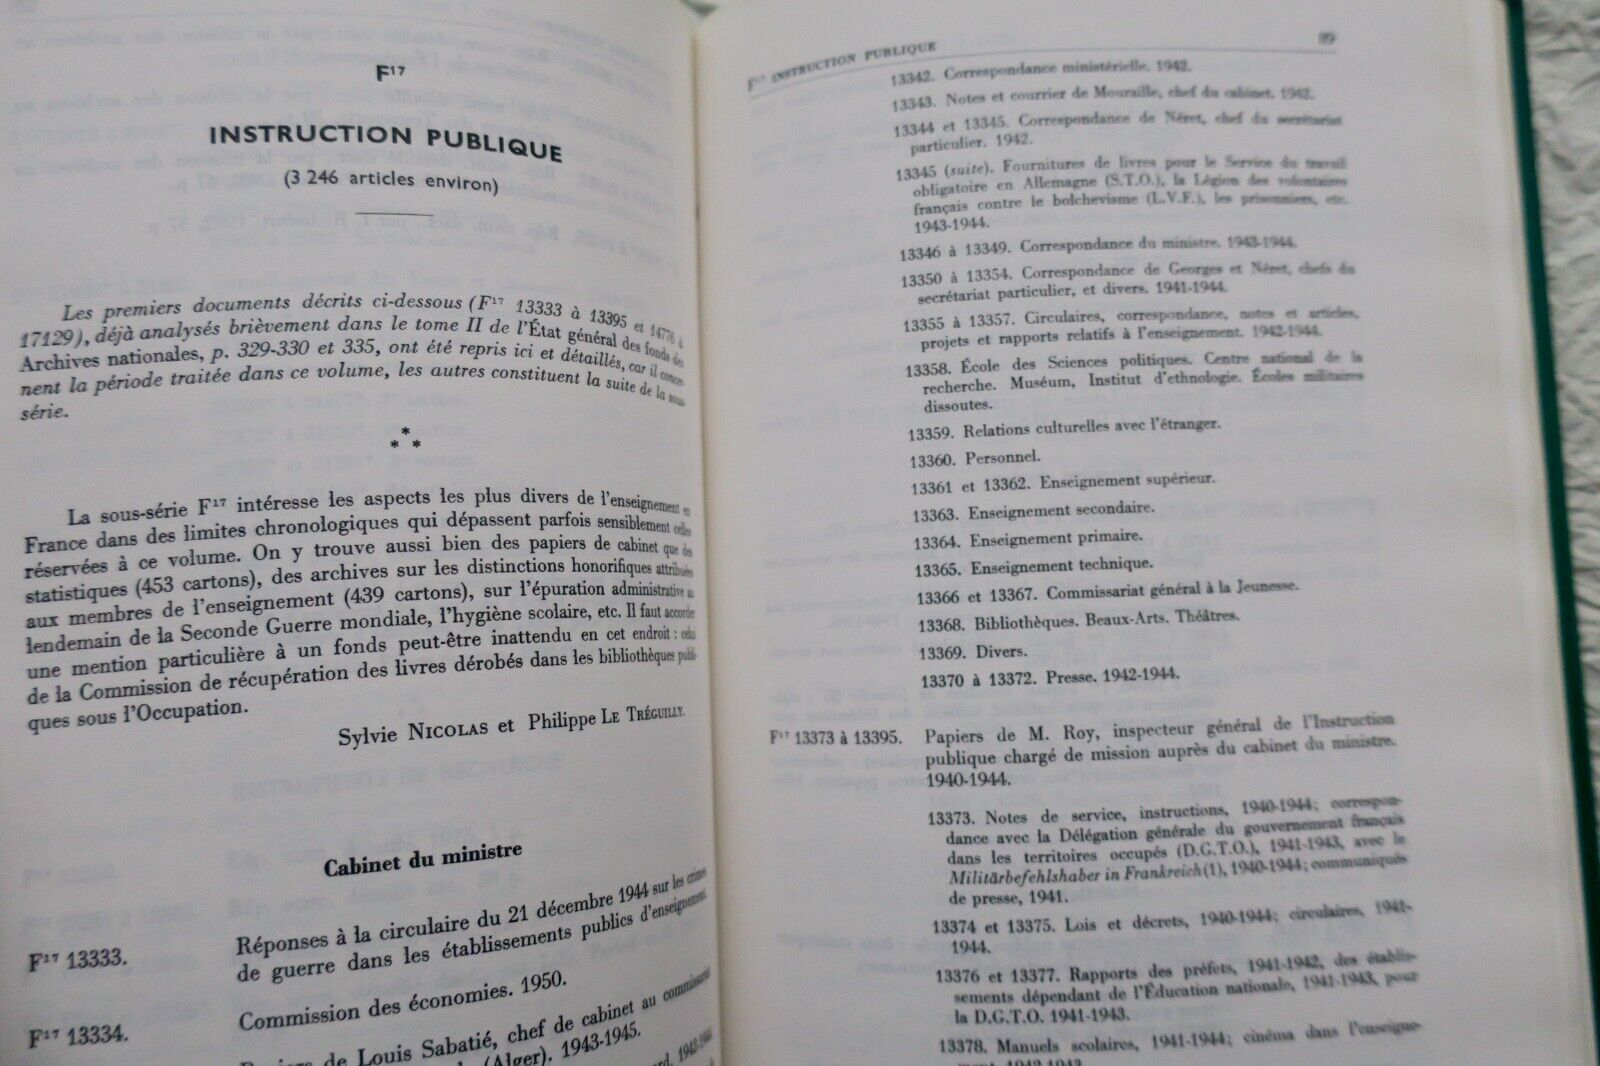 F¹⁷
INSTRUCTION PUBLIQUE
(3 246 articles environ)
Les premiers documents décrits ci-dessous (F¹⁷ 13333 à 13395 et 14776 à
17129), déjà analysés brièvement dans le tome II de l'État général des fonds des
Archives nationales, p. 329-330 et 335, ont été repris ici et détaillés, car il concer-
nent la période traitée dans ce volume, les autres constituent la suite de la sous-
série.
*
* *
La sous-série F¹⁷ intéresse les aspects les plus divers de l'enseignement en
France dans des limites chronologiques qui dépassent parfois sensiblement celles
réservées à ce volume. On y trouve aussi bien des papiers de cabinet que des
statistiques (453 cartons), des archives sur les distinctions honorifiques attribuées
aux membres de l'enseignement (439 cartons), sur l'épuration administrative au
lendemain de la Seconde Guerre mondiale, l'hygiène scolaire, etc. Il faut accorder
une mention particulière à un fonds peut-être inattendu en cet endroit : celui
de la Commission de récupération des livres dérobés dans les bibliothèques publi-
ques sous l'Occupation.
Sylvie NICOLAS et Philippe LE TRÉGUILLY.
Cabinet du ministre
F¹⁷ 13333. Réponses à la circulaire du 21 décembre 1944 sur les crimes
de guerre dans les établissements publics d'enseignement.
F¹⁷ 13334. Commission des économies. 1950.
de Louis Sabatié, chef de cabinet au commissariat
(Alger). 1943-1945.
1942-1944
F¹⁷ INSTRUCTION PUBLIQUE 89
13342. Correspondance ministérielle. 1942.
13343. Notes et courrier de Mouraille, chef du cabinet. 1942.
13344 et 13345. Correspondance de Néret, chef du secrétariat
particulier. 1942.
13345 (suite). Fournitures de livres pour le Service du travail
obligatoire en Allemagne (S.T.O.), la Légion des volontaires
français contre le bolchevisme (L.V.F.), les prisonniers, etc.
1943-1944.
13346 à 13349. Correspondance du ministre. 1943-1944.
13350 à 13354. Correspondance de Georges et Néret, chefs du
secrétariat particulier, et divers. 1941-1944.
13355 à 13357. Circulaires, correspondance, notes et articles,
projets et rapports relatifs à l'enseignement. 1942-1944.
13358. École des Sciences politiques. Centre national de la
recherche. Muséum, Institut d'ethnologie. Écoles militaires
dissoutes.
13359. Relations culturelles avec l'étranger.
13360. Personnel.
13361 et 13362. Enseignement supérieur.
13363. Enseignement secondaire.
13364. Enseignement primaire.
13365. Enseignement technique.
13366 et 13367. Commissariat général à la Jeunesse.
13368. Bibliothèques. Beaux-Arts. Théâtres.
13369. Divers.
13370 à 13372. Presse. 1942-1944.
F¹⁷ 13373 à 13395. Papiers de M. Roy, inspecteur général de l'Instruction
publique chargé de mission auprès du cabinet du ministre.
1940-1944.
13373. Notes de service, instructions, 1940-1944; correspon-
dance avec la Délégation générale du gouvernement français
dans les territoires occupés (D.G.T.O.), 1941-1943, avec le
Militärbefehlshaber in Frankreich (1), 1940-1944; communiqués
de presse, 1941.
13374 et 13375. Lois et décrets, 1940-1944; circulaires, 1941-
1944.
13376 et 13377. Rapports des préfets, 1941-1942, des établis-
sements dépendant de l'Éducation nationale, 1941-1943, pour
la D.G.T.O. 1941-1943.
13378. Manuels scolaires, 1941-1944; cinéma dans l'enseigne-